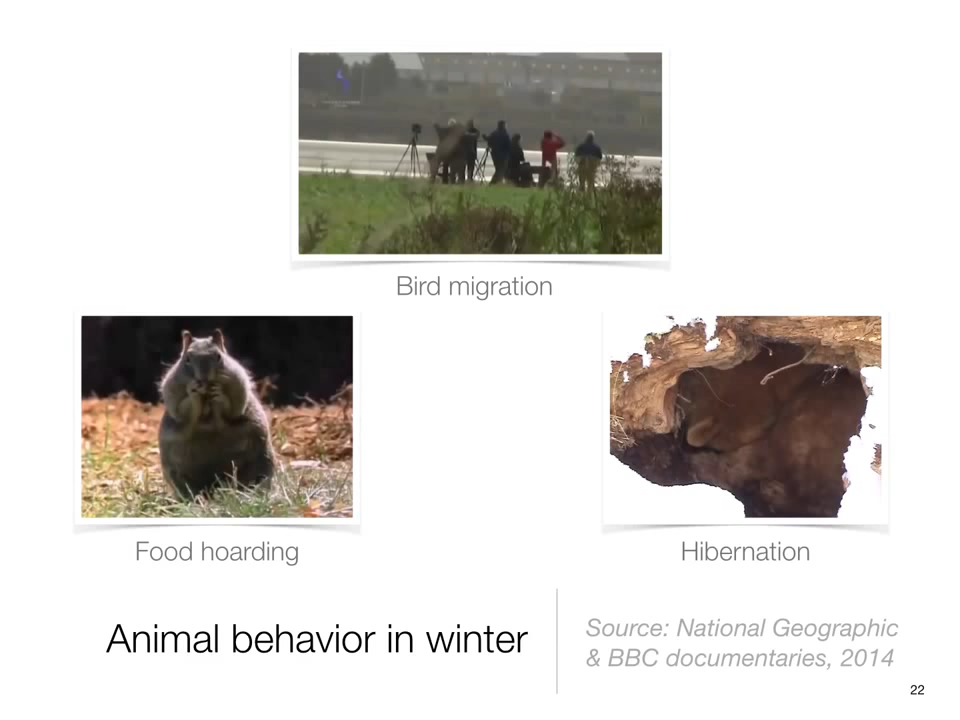 Bird migration
Food hoarding
Hibernation
Animal behavior in winter
Source: National Geographic
& BBC documentaries, 2014
22